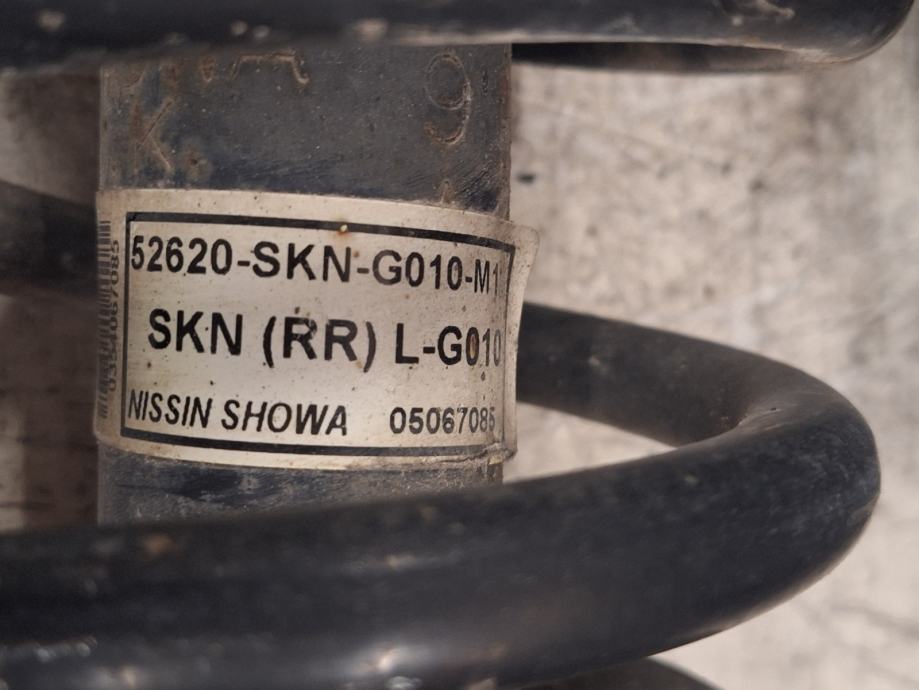 52620-SKN-G010-M1
SKN (RR) L-G010
NISSIN SHOWA 05067085